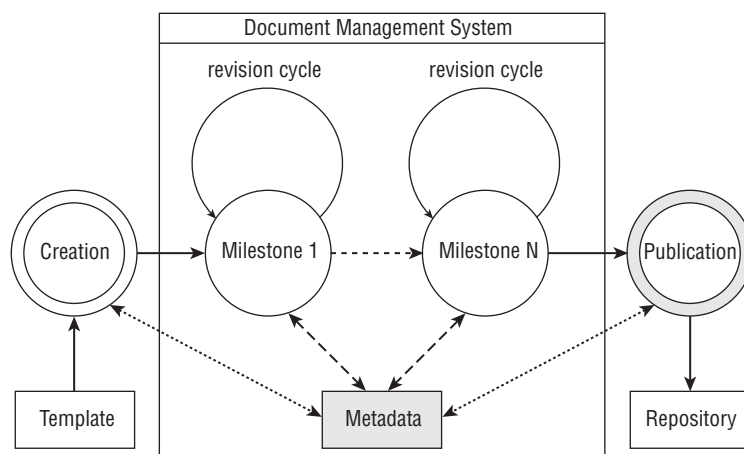 Document Management System
revision cycle
revision cycle
Creation
Milestone 1
Milestone N
Publication
Template
Metadata
Repository